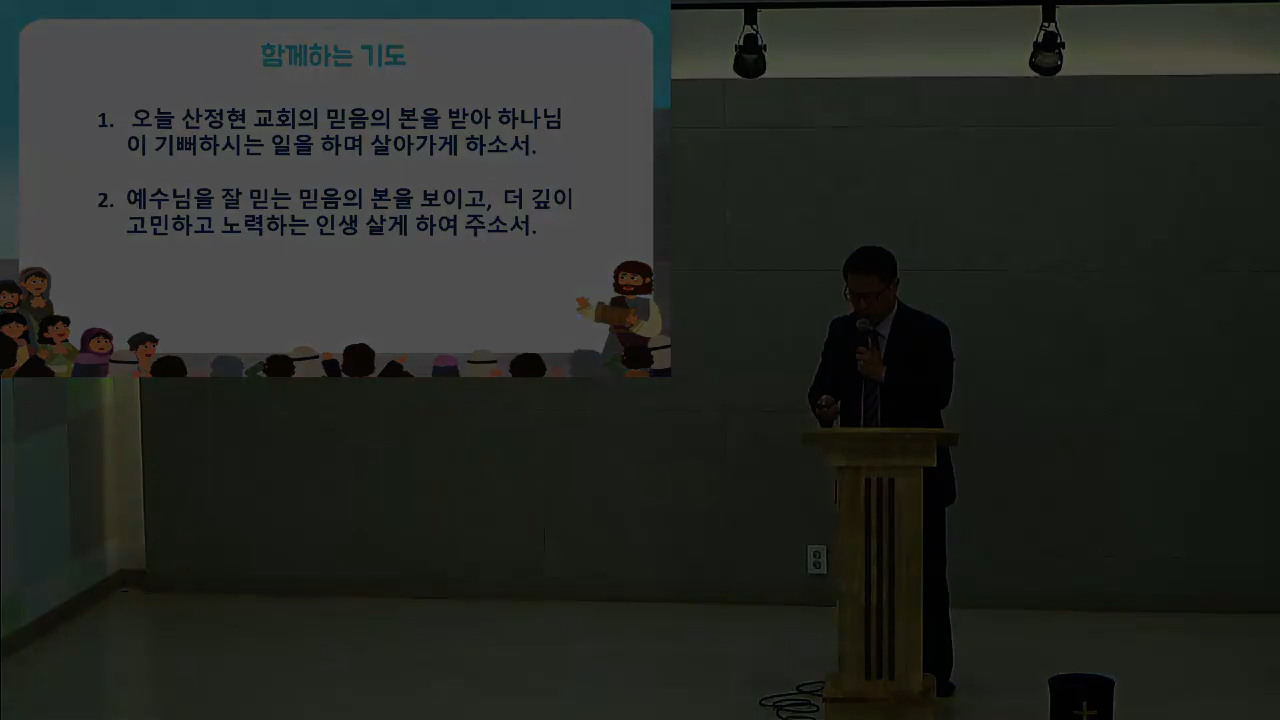 함께하는 기도
1. 오늘 산정현 교회의 믿음의 본을 받아 하나님
이 기뻐하시는 일을 하며 살아가게 하소서.
2. 예수님을 잘 믿는 믿음의 본을 보이고, 더 깊이
고민하고 노력하는 인생 살게 하여 주소서.